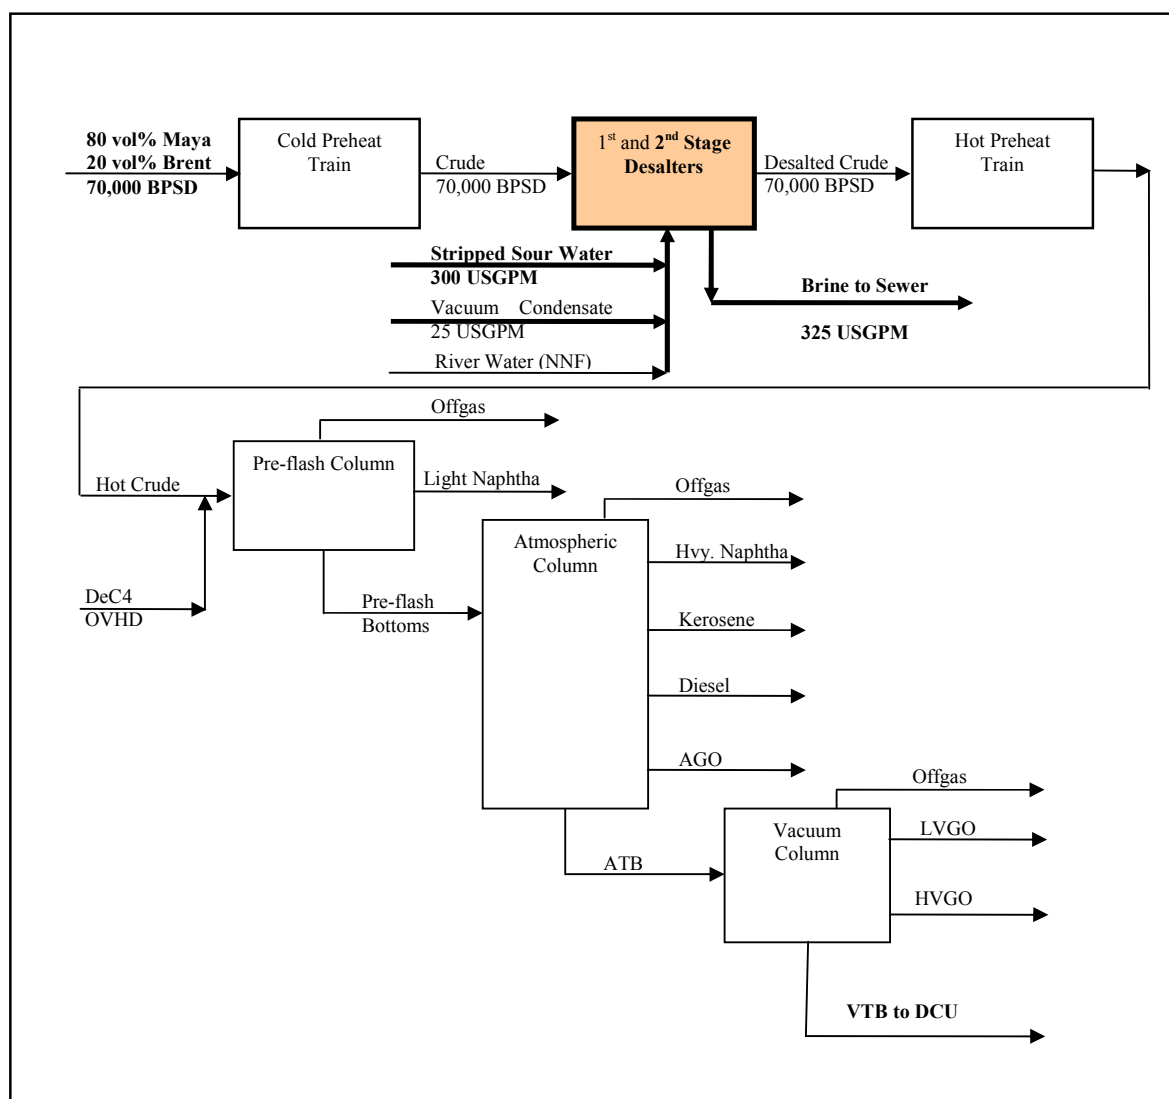 80 vol% Maya
20 vol% Brent
70,000 BPSD
Cold Preheat
Train
Crude
70,000 BPSD
1st and 2nd Stage
Desalters
Desalted Crude
70,000 BPSD
Hot Preheat
Train
Stripped Sour Water
300 USGPM
Vacuum Condensate
25 USGPM
River Water (NNF)
Brine to Sewer
325 USGPM
Offgas
Pre-flash Column
Hot Crude
Light Naphtha
DeC4
OVHD
Pre-flash
Bottoms
Offgas
Atmospheric
Column
Hvy. Naphtha
Kerosene
Diesel
AGO
ATB
Offgas
Vacuum
Column
LVGO
HVGO
VTB to DCU